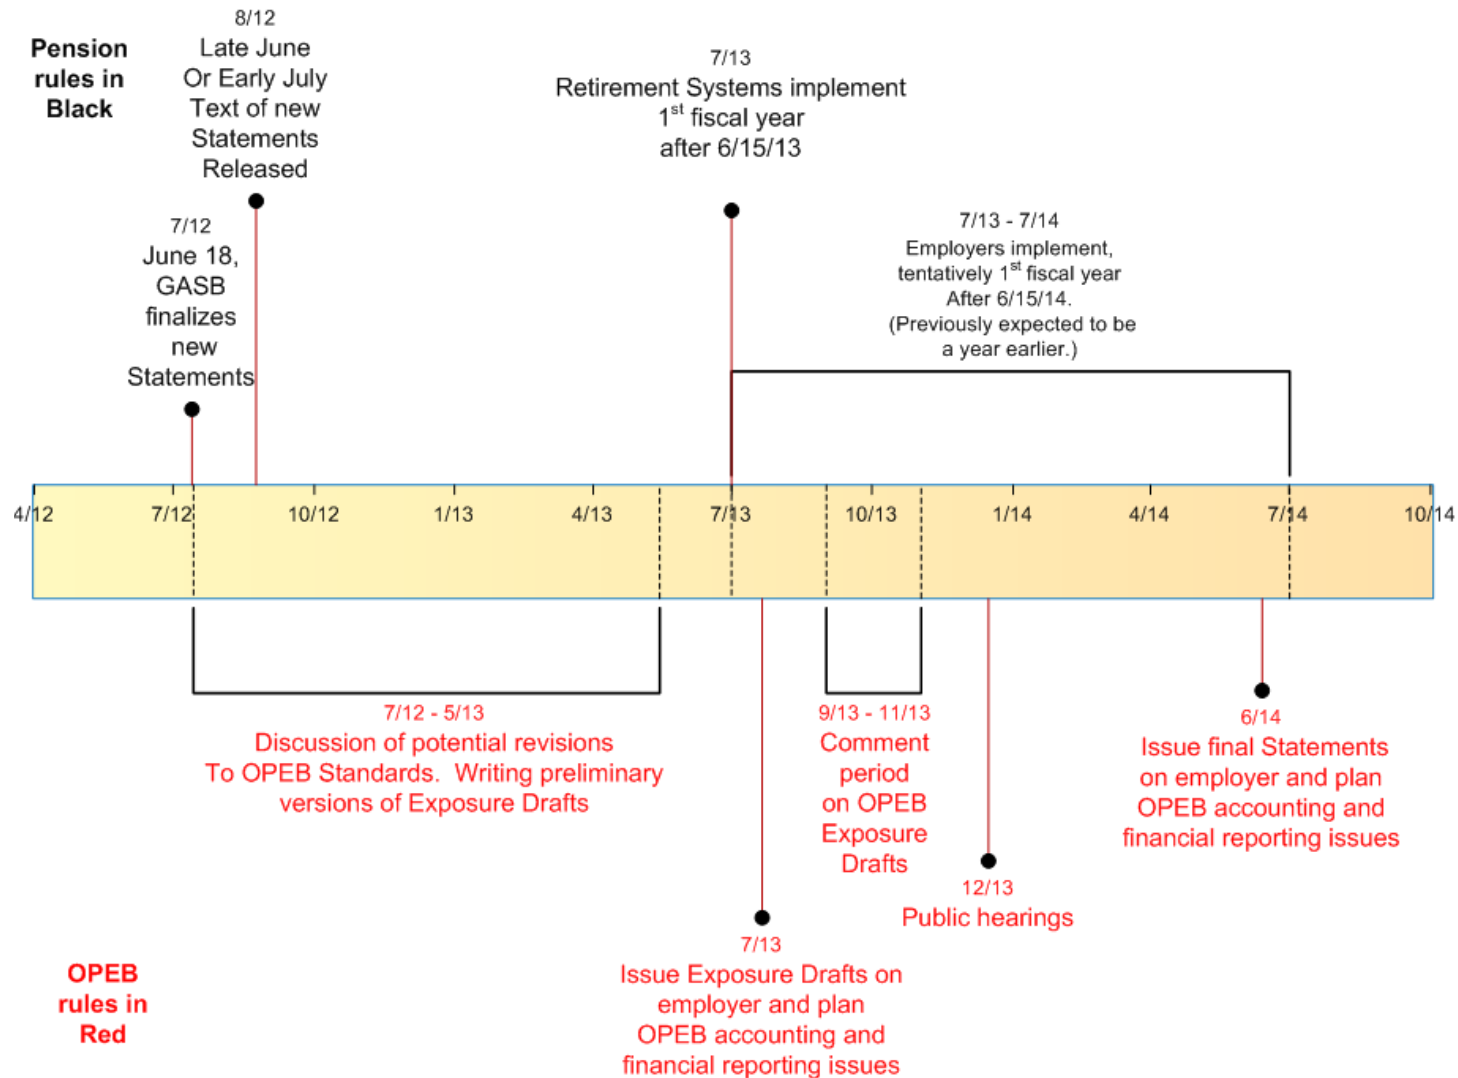 Pension
rules in
Black
8/12
Late June
Or Early July
Text of new
Statements
Released
7/12
June 18,
GASB
finalizes
new
Statements
7/13
Retirement Systems implement
1st fiscal year
after 6/15/13
7/13 - 7/14
Employers implement,
tentatively 1st fiscal year
After 6/15/14.
(Previously expected to be
a year earlier.)
4/12 7/12 10/12 1/13 4/13 7/13 10/13 1/14 4/14 7/14 10/14
7/12 - 5/13
Discussion of potential revisions
To OPEB Standards. Writing preliminary
versions of Exposure Drafts
9/13 - 11/13
Comment
period
on OPEB
Exposure
Drafts
6/14
Issue final Statements
on employer and plan
OPEB accounting and
financial reporting issues
12/13
Public hearings
7/13
Issue Exposure Drafts on
employer and plan
OPEB accounting and
financial reporting issues
OPEB
rules in
Red